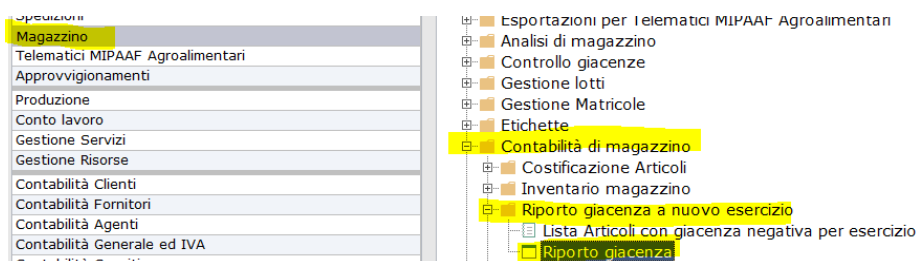 Spedizioni
Magazzino
Telematici MIPAAF Agroalimentari
Approvvigionamenti
Produzione
Conto lavoro
Gestione Servizi
Gestione Risorse
Contabilità Clienti
Contabilità Fornitori
Contabilità Agenti
Contabilità Generale ed IVA
Esportazioni per Telematici MIPAAF Agroalimentari
Analisi di magazzino
Controllo giacenze
Gestione lotti
Gestione Matricole
Etichette
Contabilità di magazzino
Costificazione Articoli
Inventario magazzino
Riporto giacenza a nuovo esercizio
Lista Articoli con giacenza negativa per esercizio
Riporto giacenza